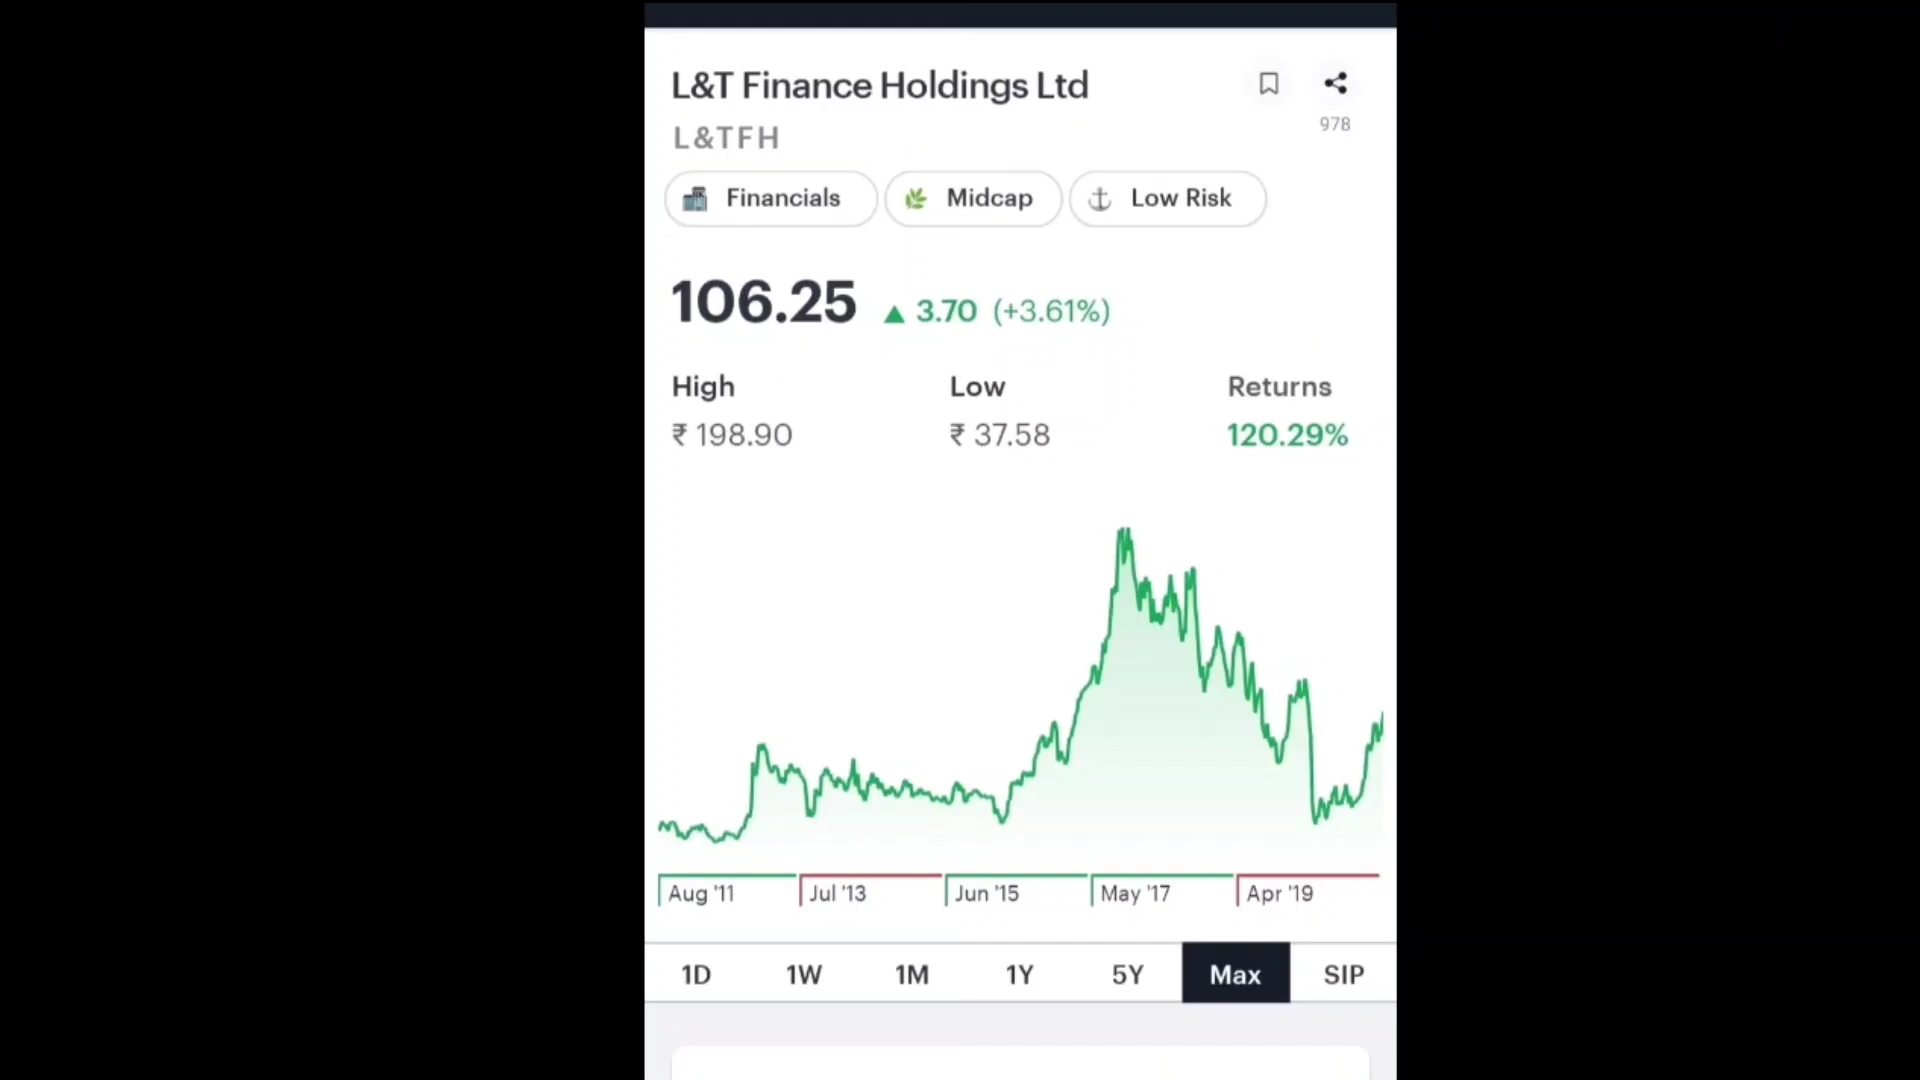 L&T Finance Holdings Ltd
978
L&TFH
Financials Midcap Low Risk
106.25 ▲ 3.70 (+3.61%)
High Low Returns
₹ 198.90 ₹ 37.58 120.29%
Aug '11 Jul '13 Jun '15 May '17 Apr '19
1D 1W 1M 1Y 5Y Max SIP